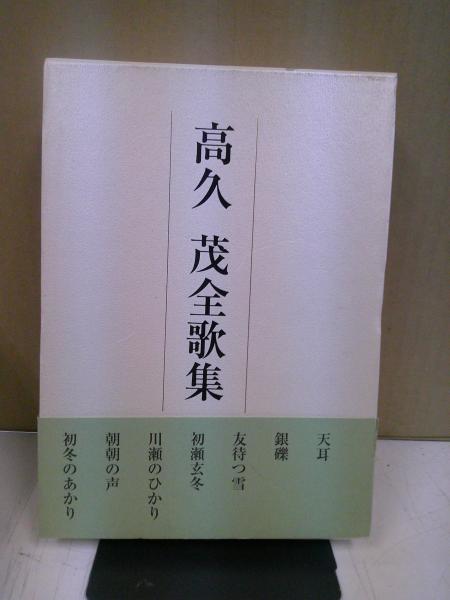 高久 茂全歌集
天耳
銀礫
友待つ雪
初瀬玄冬
川瀬のひかり
朝朝の声
初冬のあかり